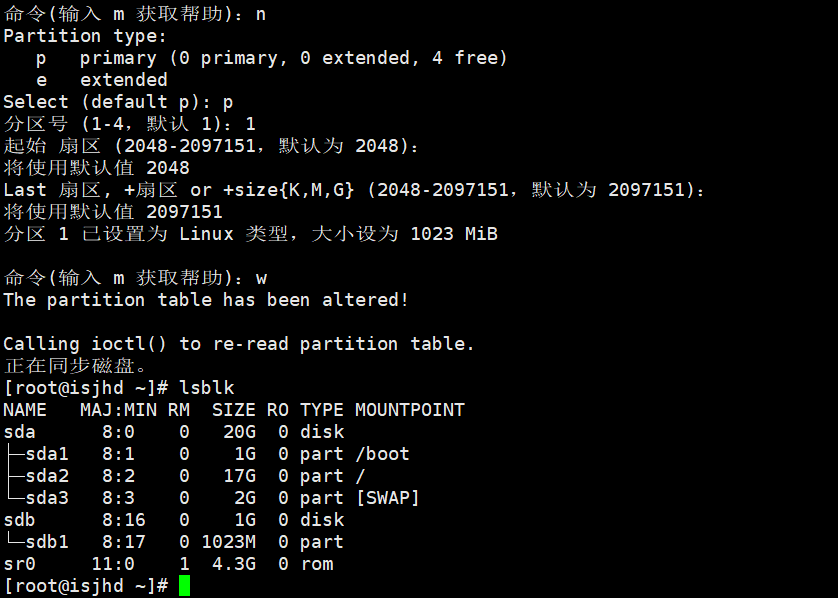 命令(输入 m 获取帮助)：n
Partition type:
   p   primary (0 primary, 0 extended, 4 free)
   e   extended
Select (default p): p
分区号 (1-4，默认 1)：1
起始 扇区 (2048-2097151，默认为 2048)：
将使用默认值 2048
Last 扇区, +扇区 or +size{K,M,G} (2048-2097151，默认为 2097151)：
将使用默认值 2097151
分区 1 已设置为 Linux 类型，大小设为 1023 MiB
命令(输入 m 获取帮助)：w
The partition table has been altered!
Calling ioctl() to re-read partition table.
正在同步磁盘。
[root@isjhd ~]# lsblk
NAME   MAJ:MIN RM  SIZE RO TYPE MOUNTPOINT
sda      8:0    0   20G  0 disk
├─sda1   8:1    0    1G  0 part /boot
├─sda2   8:2    0   17G  0 part /
└─sda3   8:3    0    2G  0 part [SWAP]
sdb      8:16   0    1G  0 disk
└─sdb1   8:17   0 1023M  0 part
sr0     11:0    1  4.3G  0 rom
[root@isjhd ~]#